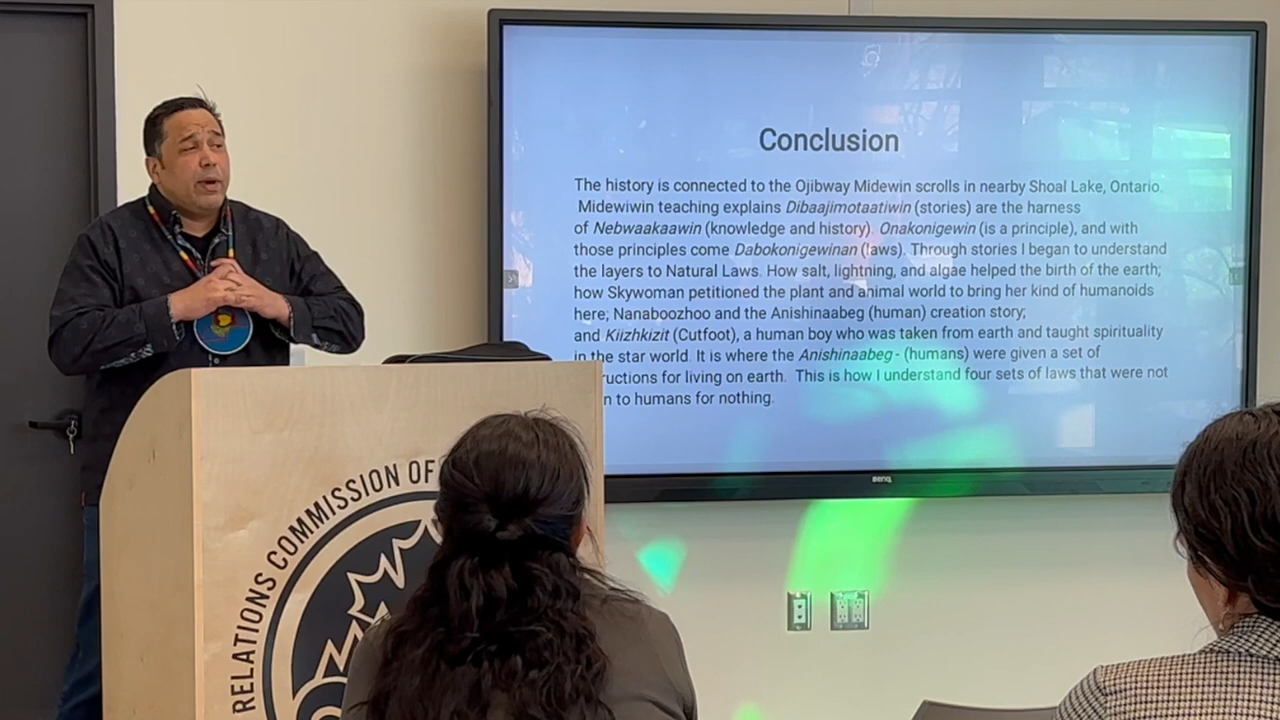 Conclusion
The history is connected to the Ojibway Midewin scrolls in nearby Shoal Lake, Ontario.
Midewiwin teaching explains Dibaajimotaatiwin (stories) are the harness
of Nebwaakaawin (knowledge and history). Onakonigewin (is a principle), and with
those principles come Dabokonigewinan (laws). Through stories I began to understand
the layers to Natural Laws. How salt, lightning, and algae helped the birth of the earth;
how Skywoman petitioned the plant and animal world to bring her kind of humanoids
here; Nanaboozhoo and the Anishinaabeg (human) creation story;
and Kiizhkizit (Cutfoot), a human boy who was taken from earth and taught spirituality
in the star world. It is where the Anishinaabeg - (humans) were given a set of
ructions for living on earth. This is how I understand four sets of laws that were not
n to humans for nothing.
BenQ
RELATIONS COMMISSION OF